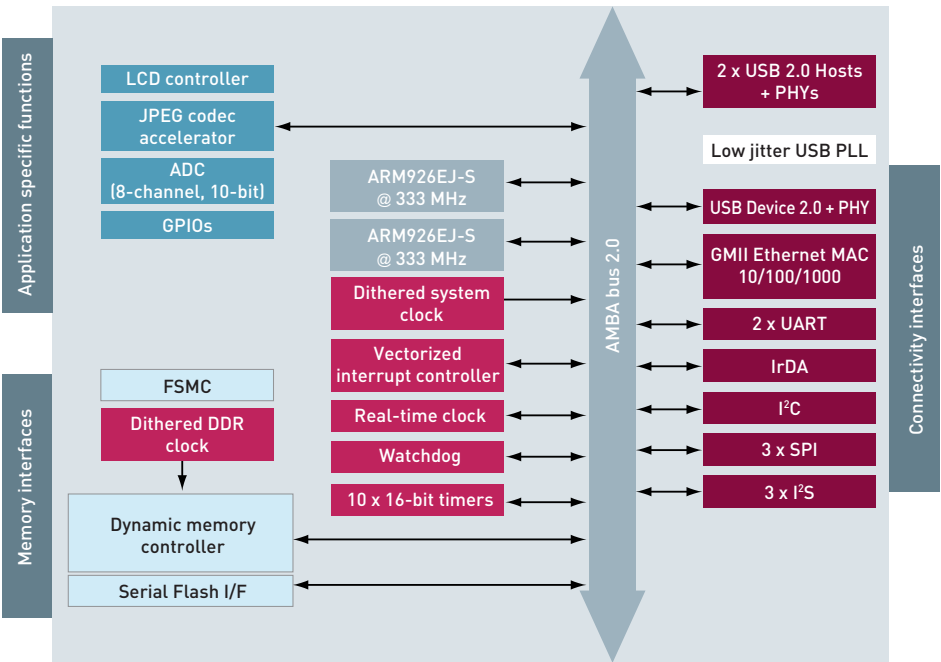 Application specific functions
LCD controller
JPEG codec
accelerator
ADC
(8-channel, 10-bit)
GPIOs
Memory interfaces
FSMC
Dithered DDR
clock
Dynamic memory
controller
Serial Flash I/F
ARM926EJ-S
@ 333 MHz
ARM926EJ-S
@ 333 MHz
Dithered system
clock
Vectorized
interrupt controller
Real-time clock
Watchdog
10 x 16-bit timers
AMBA bus 2.0
2 x USB 2.0 Hosts
+ PHYs
Low jitter USB PLL
USB Device 2.0 + PHY
GMII Ethernet MAC
10/100/1000
2 x UART
IrDA
I²C
3 x SPI
3 x I²S
Connectivity interfaces